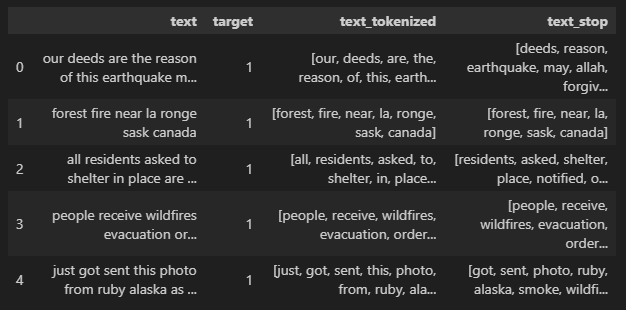 text target text_tokenized text_stop
0 our deeds are the reason of this earthquake m... 1 [our, deeds, are, the, reason, of, this, earth... [deeds, reason, earthquake, may, allah, forgiv...
1 forest fire near la ronge sask canada 1 [forest, fire, near, la, ronge, sask, canada] [forest, fire, near, la, ronge, sask, canada]
2 all residents asked to shelter in place are ... 1 [all, residents, asked, to, shelter, in, place... [residents, asked, shelter, place, notified, o...
3 people receive wildfires evacuation or... 1 [people, receive, wildfires, evacuation, order... [people, receive, wildfires, evacuation, order...
4 just got sent this photo from ruby alaska as ... 1 [just, got, sent, this, photo, from, ruby, ala... [got, sent, photo, ruby, alaska, smoke, wildfi...